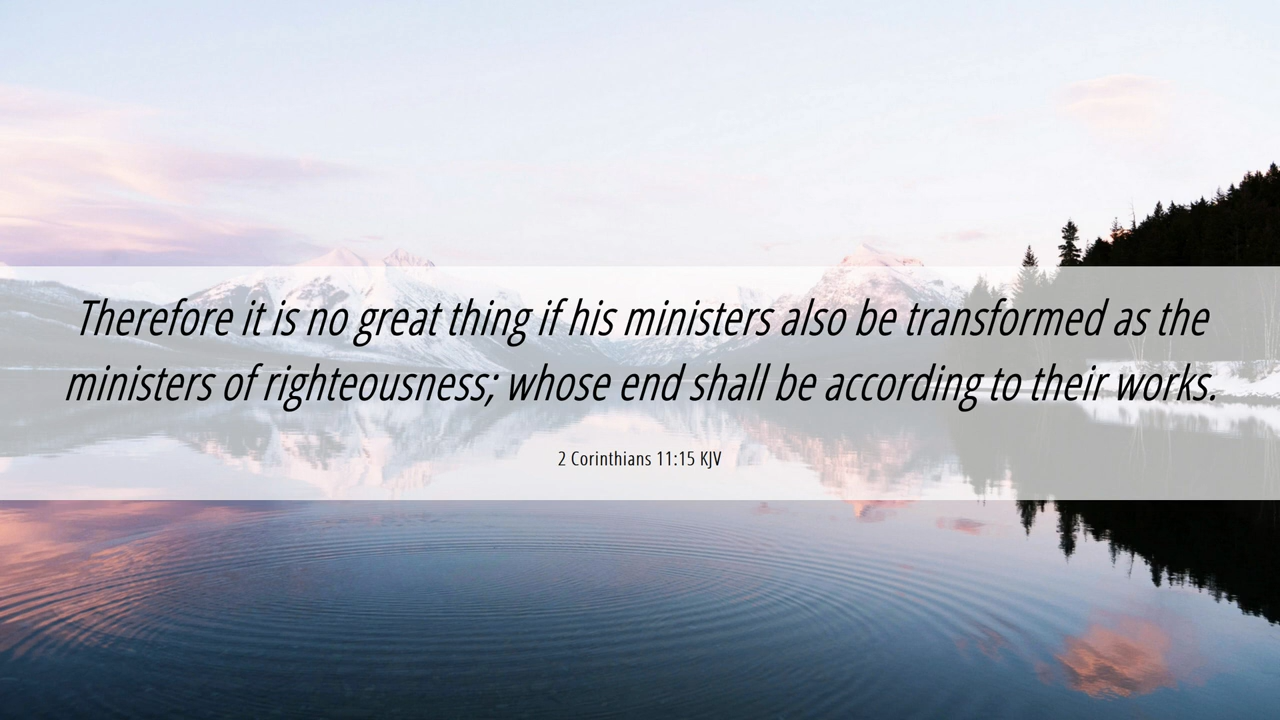 Therefore it is no great thing if his ministers also be transformed as the
ministers of righteousness; whose end shall be according to their works.
2 Corinthians 11:15 KJV